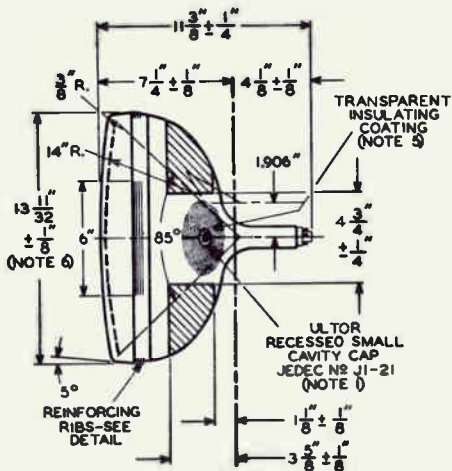 11 3/8" ± 1/4"
7 1/4" ± 1/8"
4 1/8" ± 1/8"
3/8" R.
TRANSPARENT
INSULATING
COATING
(NOTE 5)
14" R.
1.906"
13 11/32"
± 1/8"
(NOTE 6)
6"
85°
4 3/4"
± 1/4"
ULTOR
RECESSED SMALL
CAVITY CAP
JEDEC Nº J1-21
(NOTE 1)
5°
REINFORCING
RIBS-SEE
DETAIL
1 1/8" ± 1/8"
3 5/8" ± 1/8"